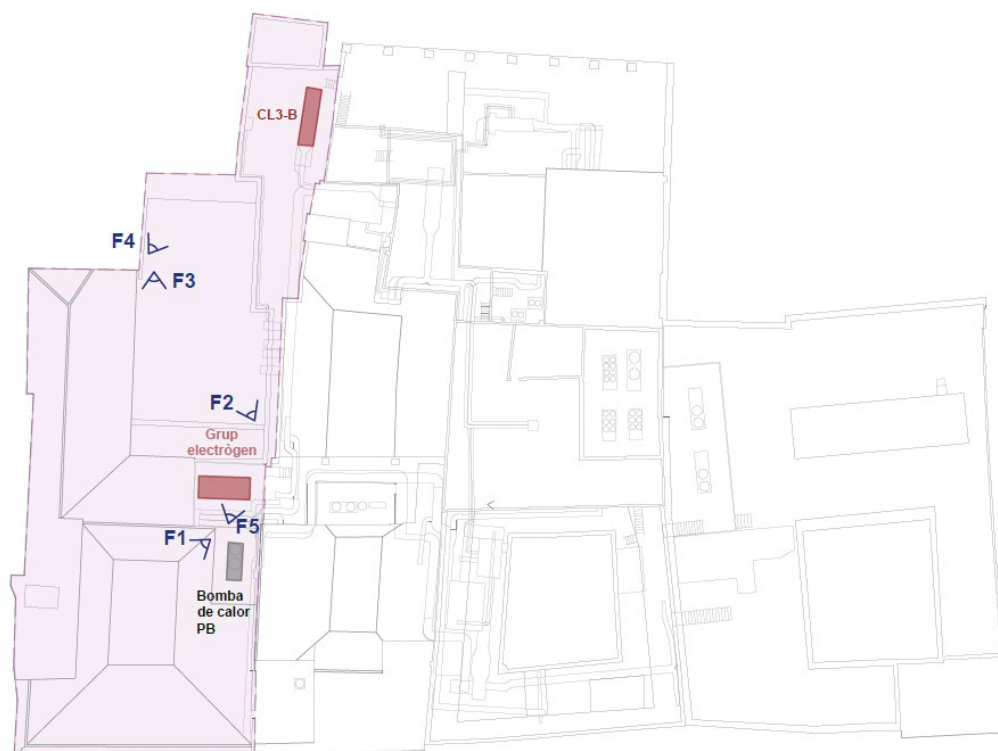 CL3-B
F4
F3
F2
Grup
electrògen
F5
F1
Bomba
de calor
PB